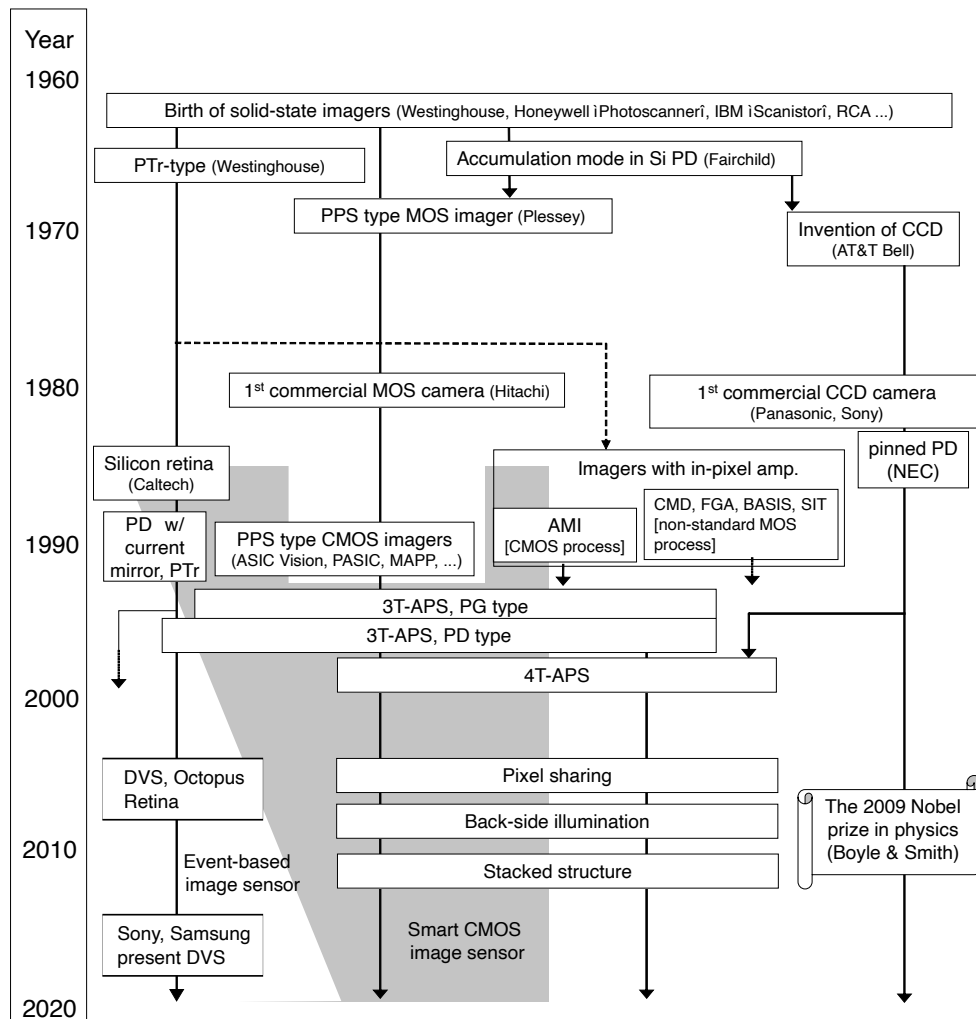 Year
1960
Birth of solid-state imagers (Westinghouse, Honeywell ìPhotoscannerî, IBM ìScanistorî, RCA ...)
PTr-type (Westinghouse)
Accumulation mode in Si PD (Fairchild)
PPS type MOS imager (Plessey)
1970
Invention of CCD
(AT&T Bell)
1980
1st commercial MOS camera (Hitachi)
1st commercial CCD camera
(Panasonic, Sony)
pinned PD
(NEC)
Silicon retina
(Caltech)
Imagers with in-pixel amp.
CMD, FGA, BASIS, SIT
[non-standard MOS
process]
AMI
[CMOS process]
1990
PD w/
current
mirror, PTr
PPS type CMOS imagers
(ASIC Vision, PASIC, MAPP, ...)
3T-APS, PG type
3T-APS, PD type
4T-APS
2000
DVS, Octopus
Retina
Pixel sharing
Back-side illumination
The 2009 Nobel
prize in physics
(Boyle & Smith)
2010
Event-based
image sensor
Stacked structure
Sony, Samsung
present DVS
Smart CMOS
image sensor
2020